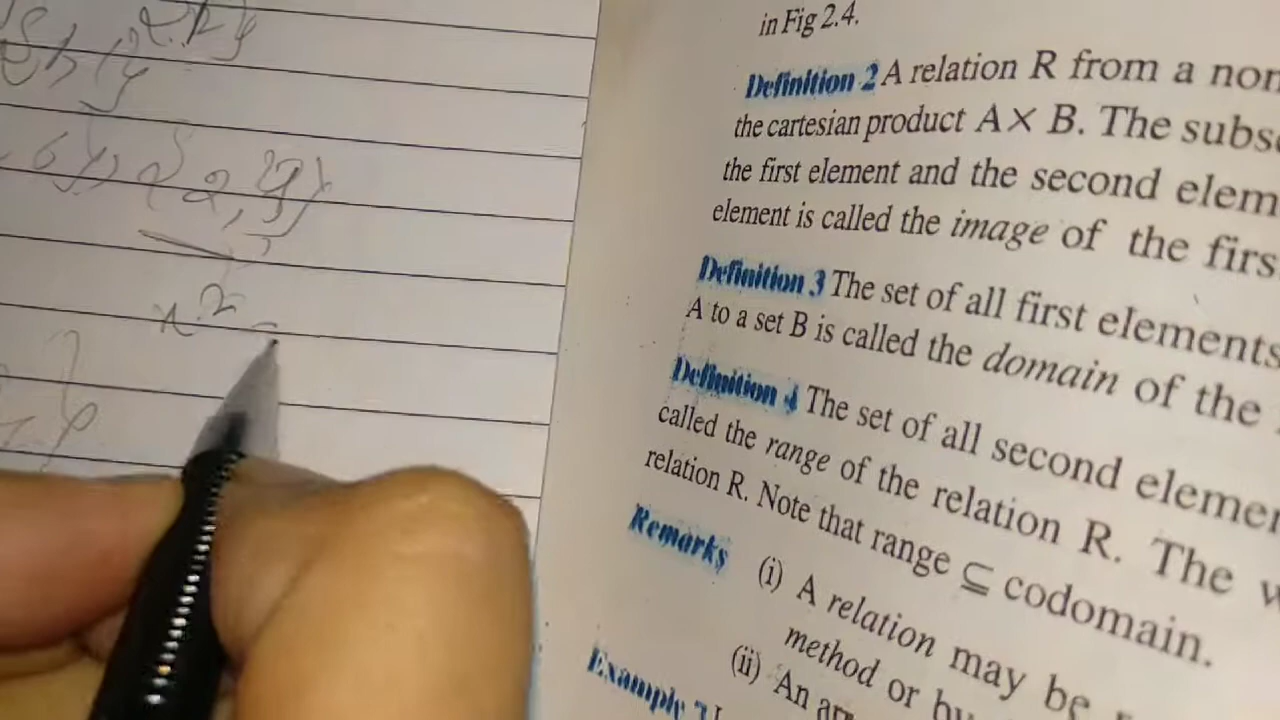 {2, y}
x² -
in Fig 2.4.
Definition 2 A relation R from a non
the cartesian product A× B. The subs
the first element and the second elem
element is called the image of the firs
Definition 3 The set of all first elements
A to a set B is called the domain of the
Definition 4 The set of all second elemen
called the range of the relation R. The w
relation R. Note that range ⊆ codomain.
Remarks
(i) A relation may be
method or
(ii) An
Example